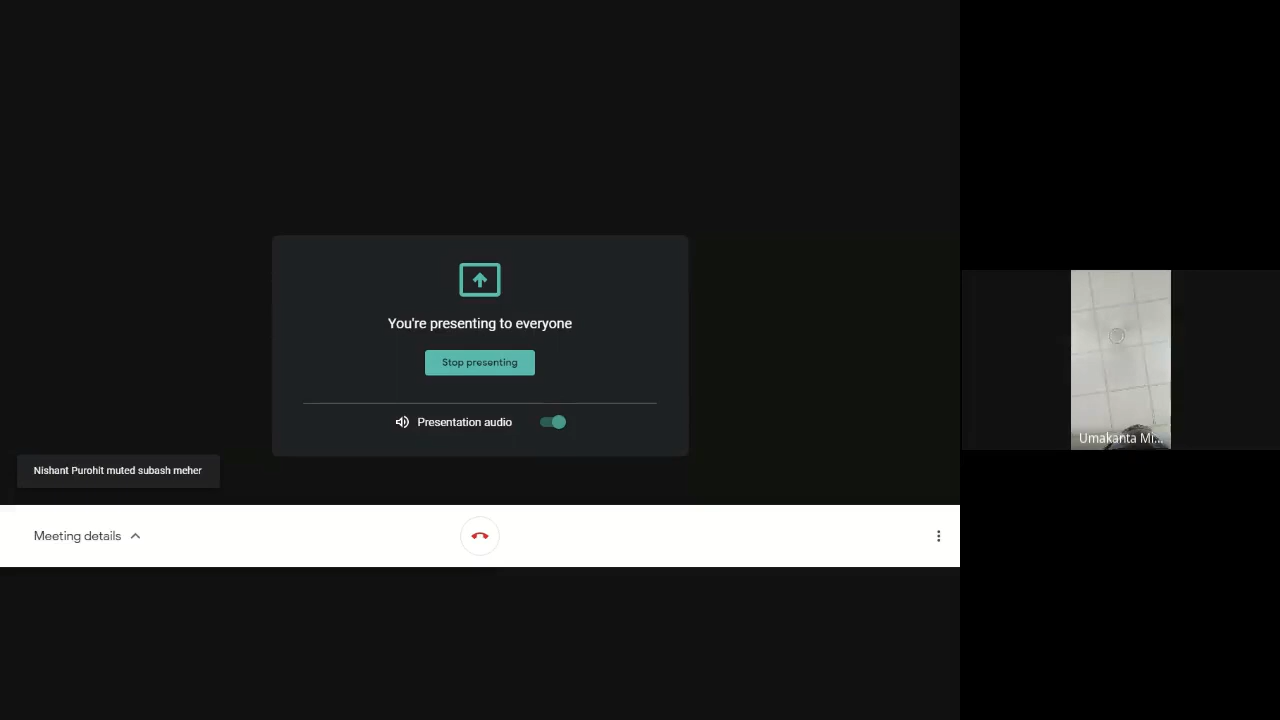 You're presenting to everyone
Stop presenting
Presentation audio
Nishant Purohit muted subash meher
Umakanta Mi...
Meeting details